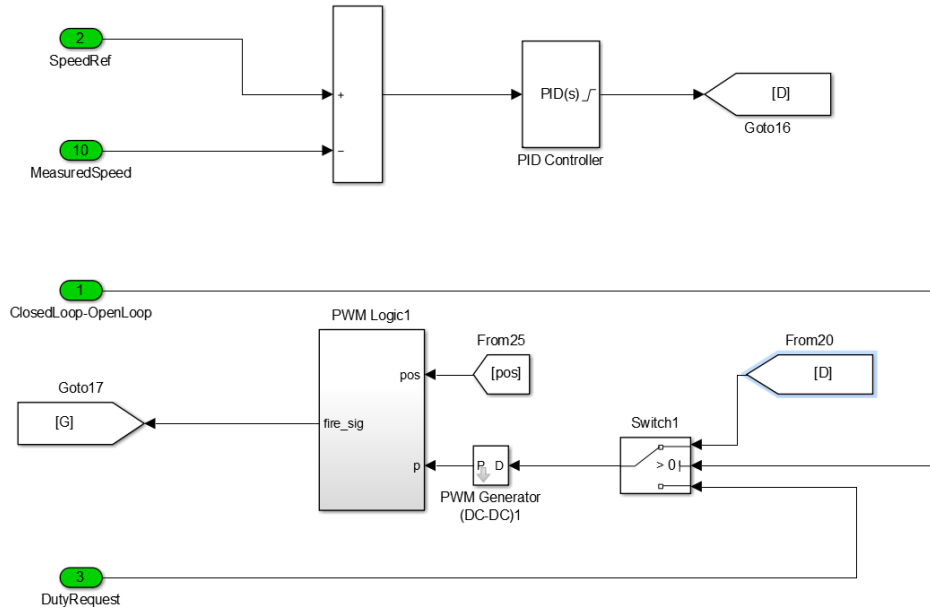 2
SpeedRef
10
MeasuredSpeed
+
−
PID(s)
PID Controller
[D]
Goto16
1
ClosedLoop-OpenLoop
PWM Logic1
pos
fire_sig
p
From25
[pos]
From20
[D]
Goto17
[G]
Switch1
> 0
P D
PWM Generator
(DC-DC)1
3
DutyRequest